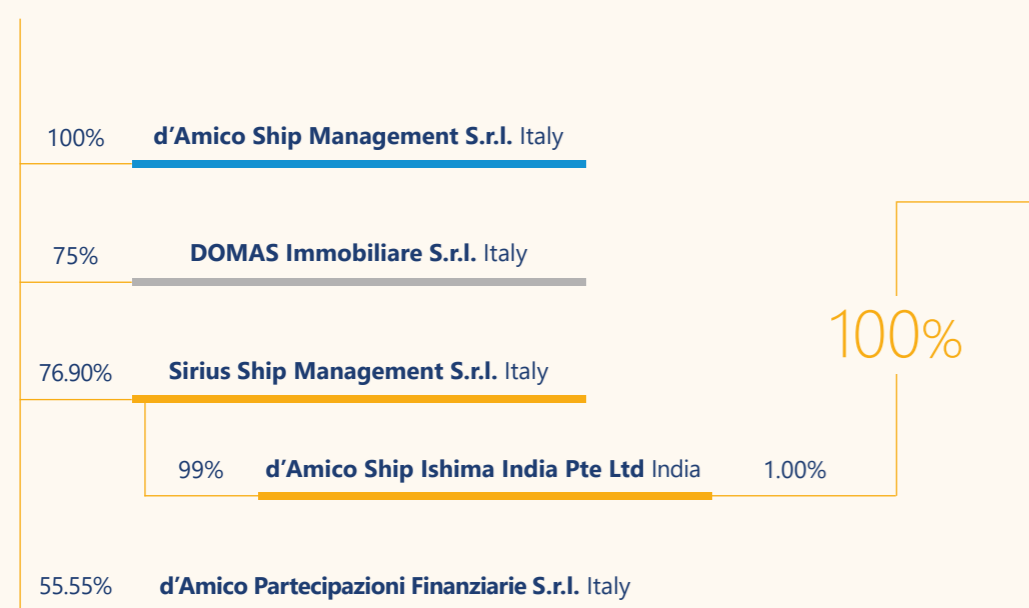 100% d’Amico Ship Management S.r.l. Italy
75% DOMAS Immobiliare S.r.l. Italy
100%
76.90% Sirius Ship Management S.r.l. Italy
99% d’Amico Ship Ishima India Pte Ltd India 1.00%
55.55% d’Amico Partecipazioni Finanziarie S.r.l. Italy